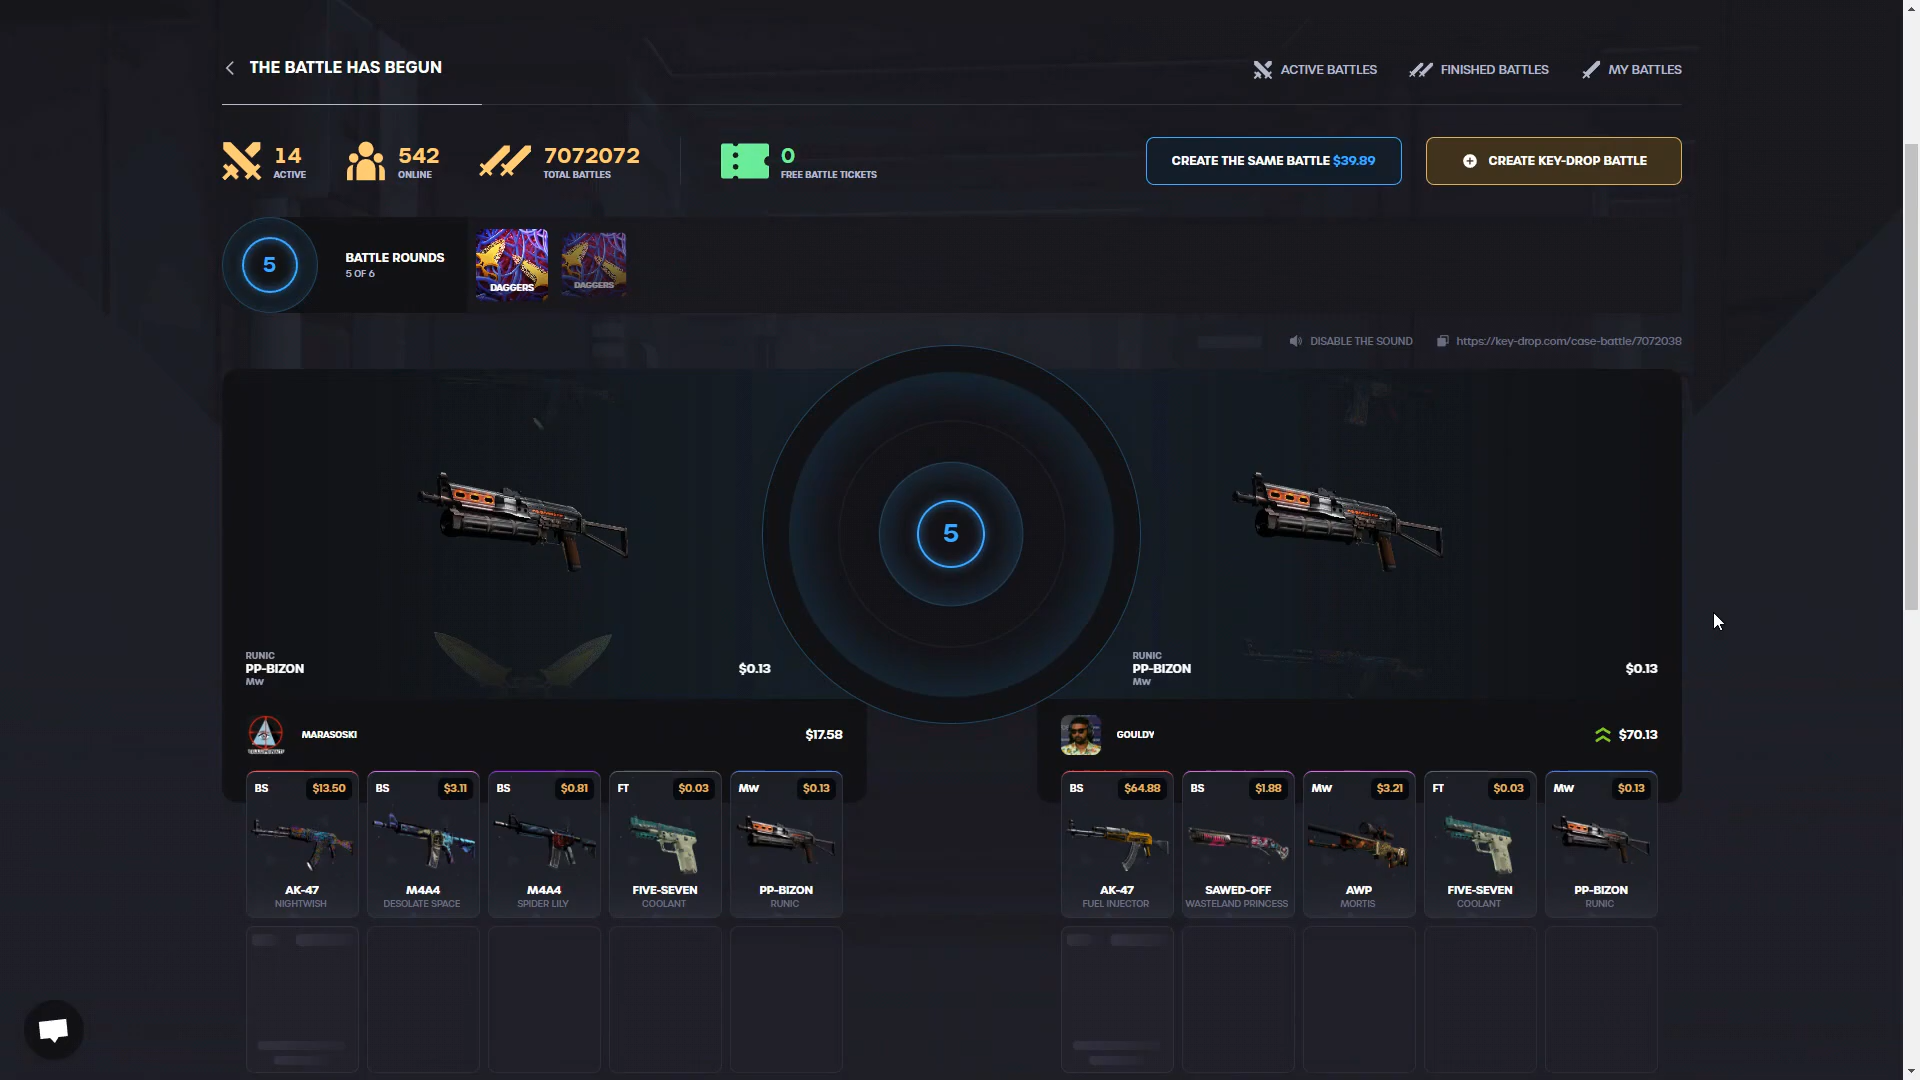 THE BATTLE HAS BEGUN
ACTIVE BATTLES
FINISHED BATTLES
MY BATTLES
14
ACTIVE
542
ONLINE
7072072
TOTAL BATTLES
0
FREE BATTLE TICKETS
CREATE THE SAME BATTLE $39.89
CREATE KEY-DROP BATTLE
5
BATTLE ROUNDS
5 OF 6
DAGGERS
DAGGERS
DISABLE THE SOUND
https://key-drop.com/case-battle/7072038
5
RUNIC
PP-BIZON
MW
$0.13
RUNIC
PP-BIZON
MW
$0.13
MARASOSKI
$17.58
GOULDY
$70.13
BS $13.50
BS $3.11
BS $0.81
FT $0.03
MW $0.13
BS $64.88
BS $1.88
MW $3.21
FT $0.03
MW $0.13
AK-47
NIGHTWISH
M4A4
DESOLATE SPACE
M4A4
SPIDER LILY
FIVE-SEVEN
COOLANT
PP-BIZON
RUNIC
AK-47
FUEL INJECTOR
SAWED-OFF
WASTELAND PRINCESS
AWP
MORTIS
FIVE-SEVEN
COOLANT
PP-BIZON
RUNIC